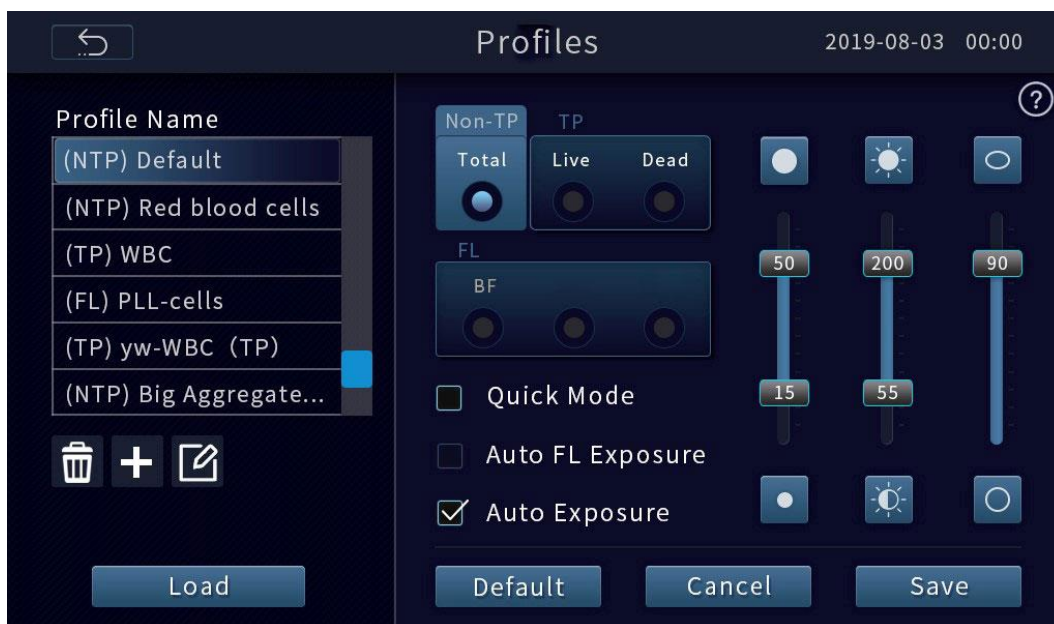 Profiles
2019-08-03 00:00
?
Profile Name
(NTP) Default
(NTP) Red blood cells
(TP) WBC
(FL) PLL-cells
(TP) yw-WBC（TP）
(NTP) Big Aggregate...
Load
Non-TP TP
Total Live Dead
FL
BF
Quick Mode
Auto FL Exposure
Auto Exposure
50 200 90
15 55
Default Cancel Save